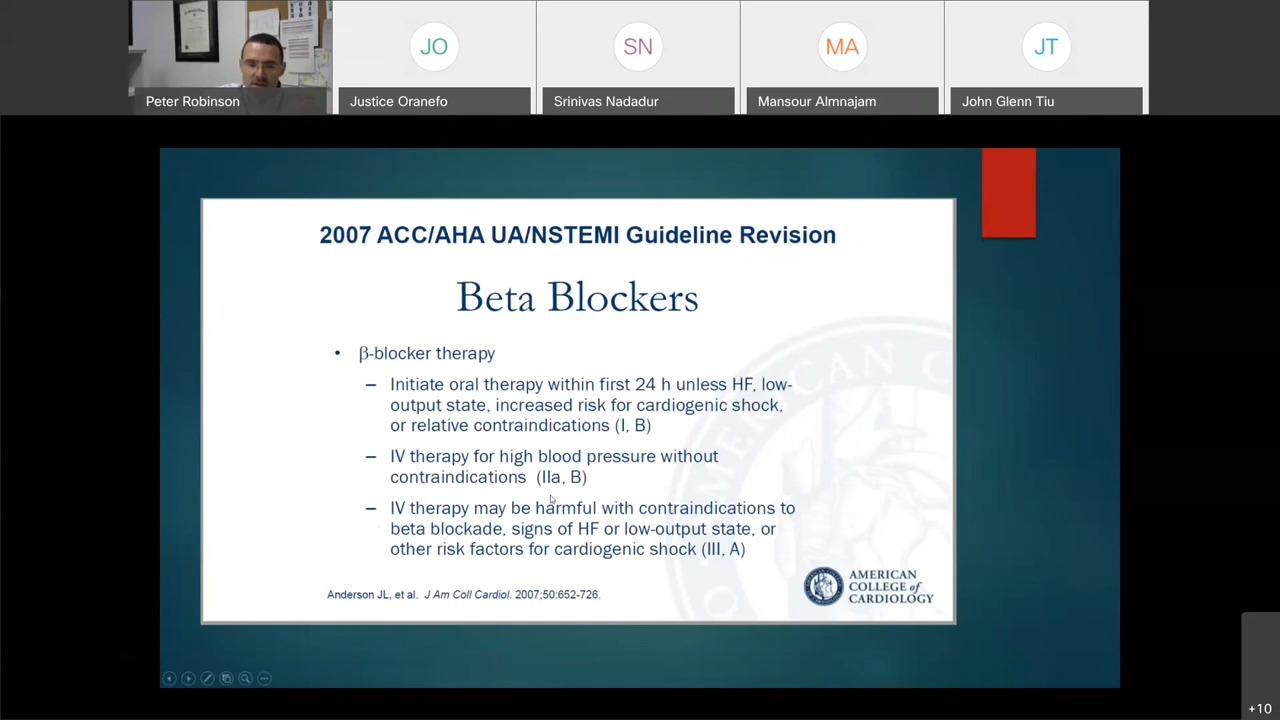 JO
SN
MA
JT
Peter Robinson
Justice Oranefo
Srinivas Nadadur
Mansour Almnajam
John Glenn Tiu
2007 ACC/AHA UA/NSTEMI Guideline Revision
Beta Blockers
• β-blocker therapy
– Initiate oral therapy within first 24 h unless HF, low-
output state, increased risk for cardiogenic shock,
or relative contraindications (I, B)
– IV therapy for high blood pressure without
contraindications (IIa, B)
– IV therapy may be harmful with contraindications to
beta blockade, signs of HF or low-output state, or
other risk factors for cardiogenic shock (III, A)
Anderson JL, et al. J Am Coll Cardiol. 2007;50:652-726.
AMERICAN
COLLEGE of
CARDIOLOGY
+10